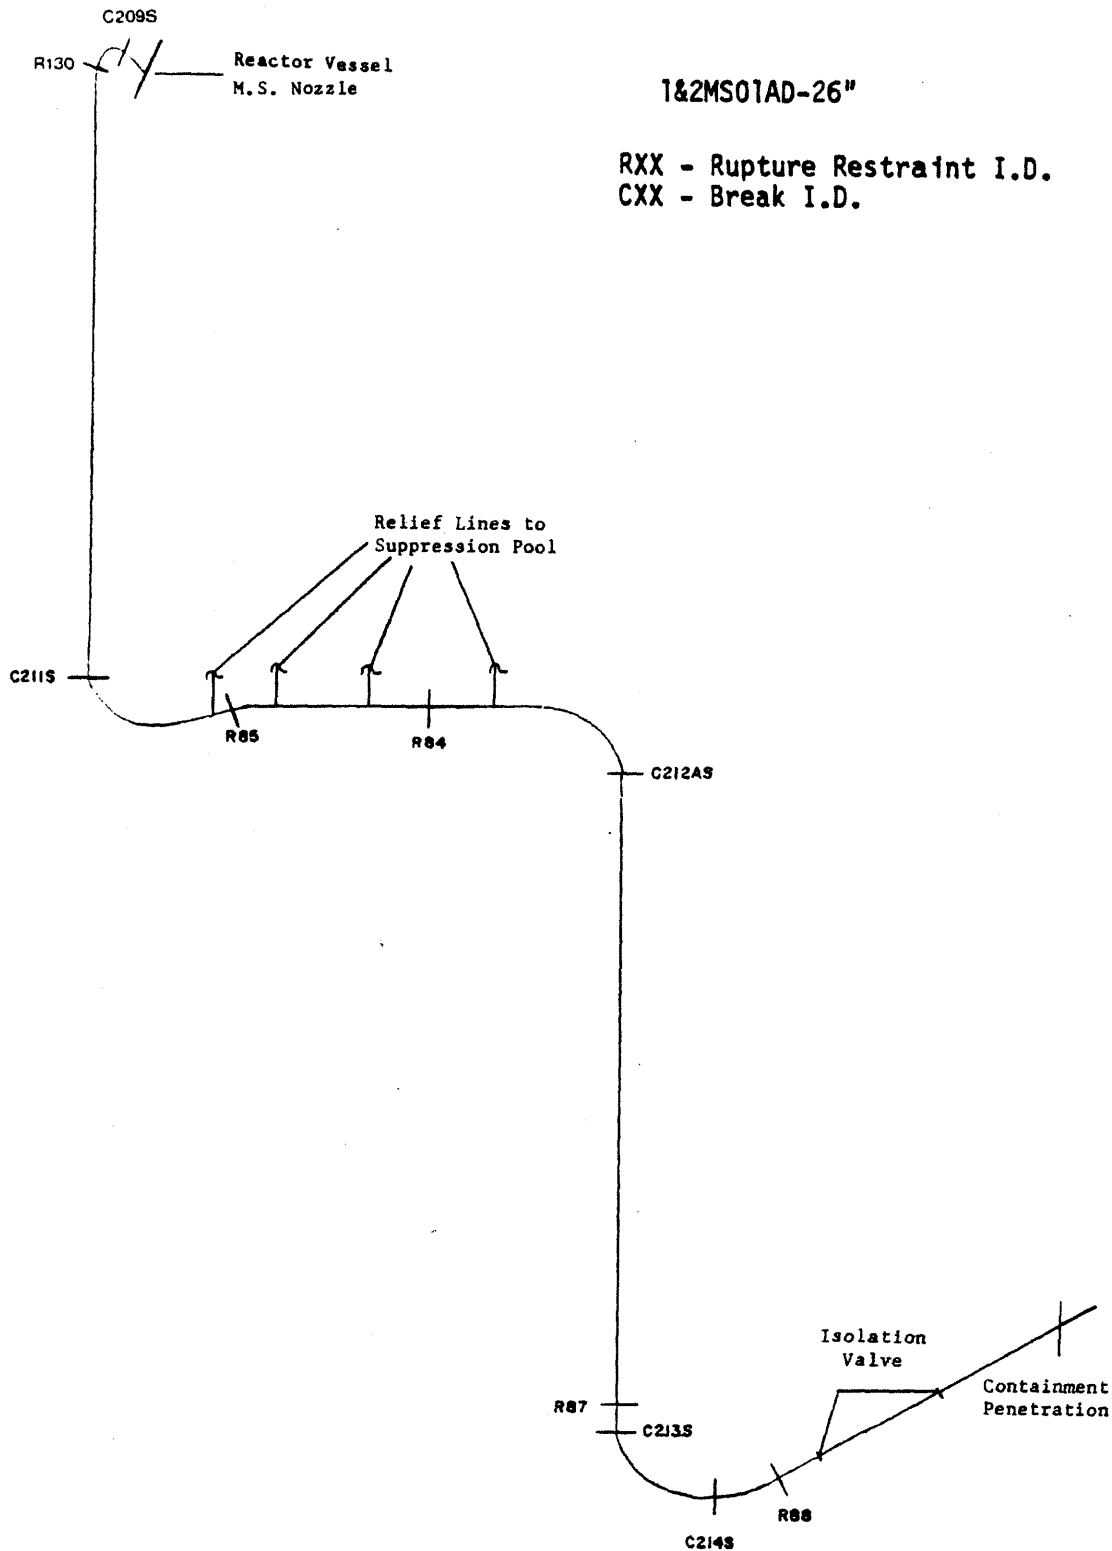 C209S
R130
Reactor Vessel
M.S. Nozzle
1&2MS01AD-26"
RXX - Rupture Restraint I.D.
CXX - Break I.D.
Relief Lines to
Suppression Pool
C211S
R85
R84
C212AS
Isolation
Valve
Containment
Penetration
R87
C213S
R88
C214S